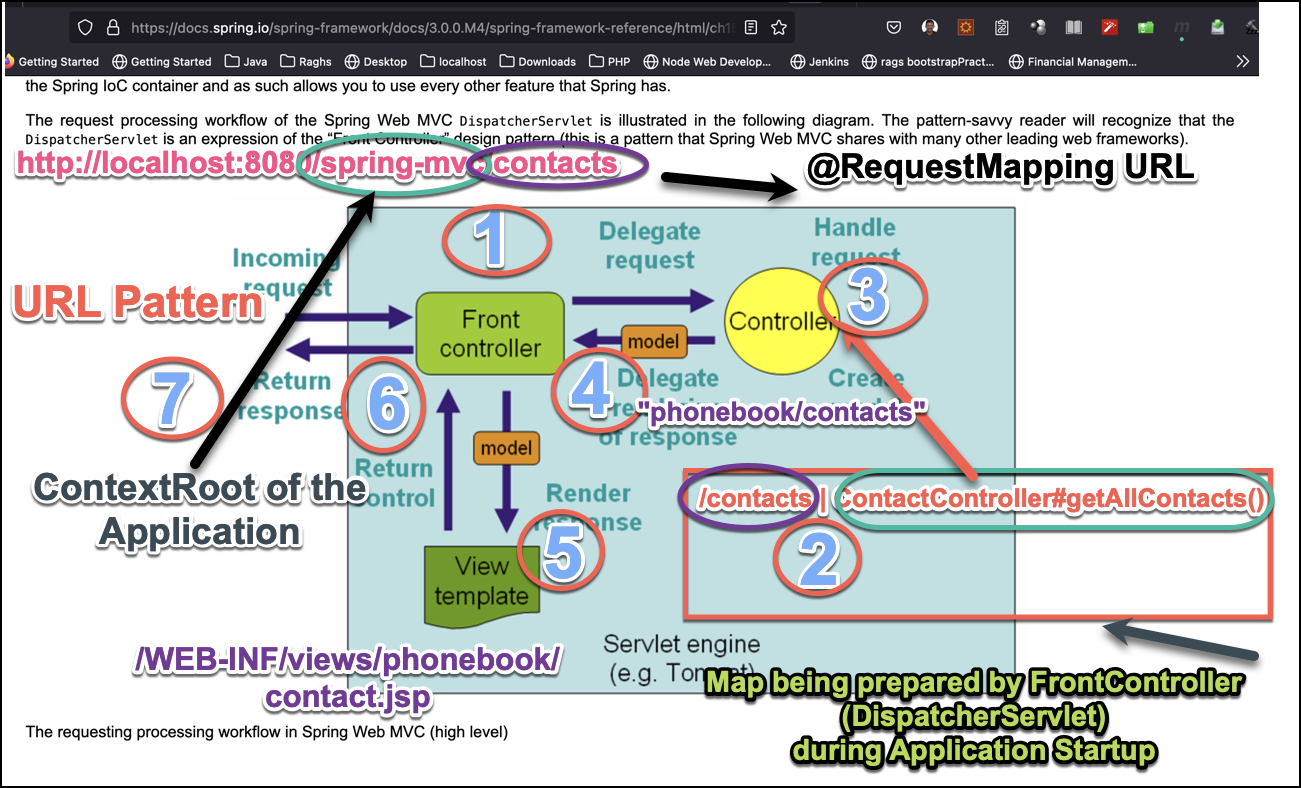 https://docs.spring.io/spring-framework/docs/3.0.0.M4/spring-framework-reference/html/ch15
Getting Started Getting Started Java Raghs Desktop localhost Downloads PHP Node Web Develop... Jenkins rags bootstrapPract... Financial Managem...
the Spring IoC container and as such allows you to use every other feature that Spring has.
The request processing workflow of the Spring Web MVC DispatcherServlet is illustrated in the following diagram. The pattern-savvy reader will recognize that the
DispatcherServlet is an expression of the “Front Controller” design pattern (this is a pattern that Spring Web MVC shares with many other leading web frameworks).
http://localhost:8080/spring-mvc contacts
@RequestMapping URL
1
Delegate
request
Handle
request
Incoming
request
URL Pattern
3
Front
controller
Controller
model
7
Return
response
6
4
Delegate
of response
Create
"phonebook/contacts"
model
ContextRoot of the
Application
Return
control
Render
response
/contacts | ContactController#getAllContacts()
5
2
View
template
Servlet engine
(e.g. Tomcat)
/WEB-INF/views/phonebook/
contact.jsp
Map being prepared by FrontController
(DispatcherServlet)
during Application Startup
The requesting processing workflow in Spring Web MVC (high level)